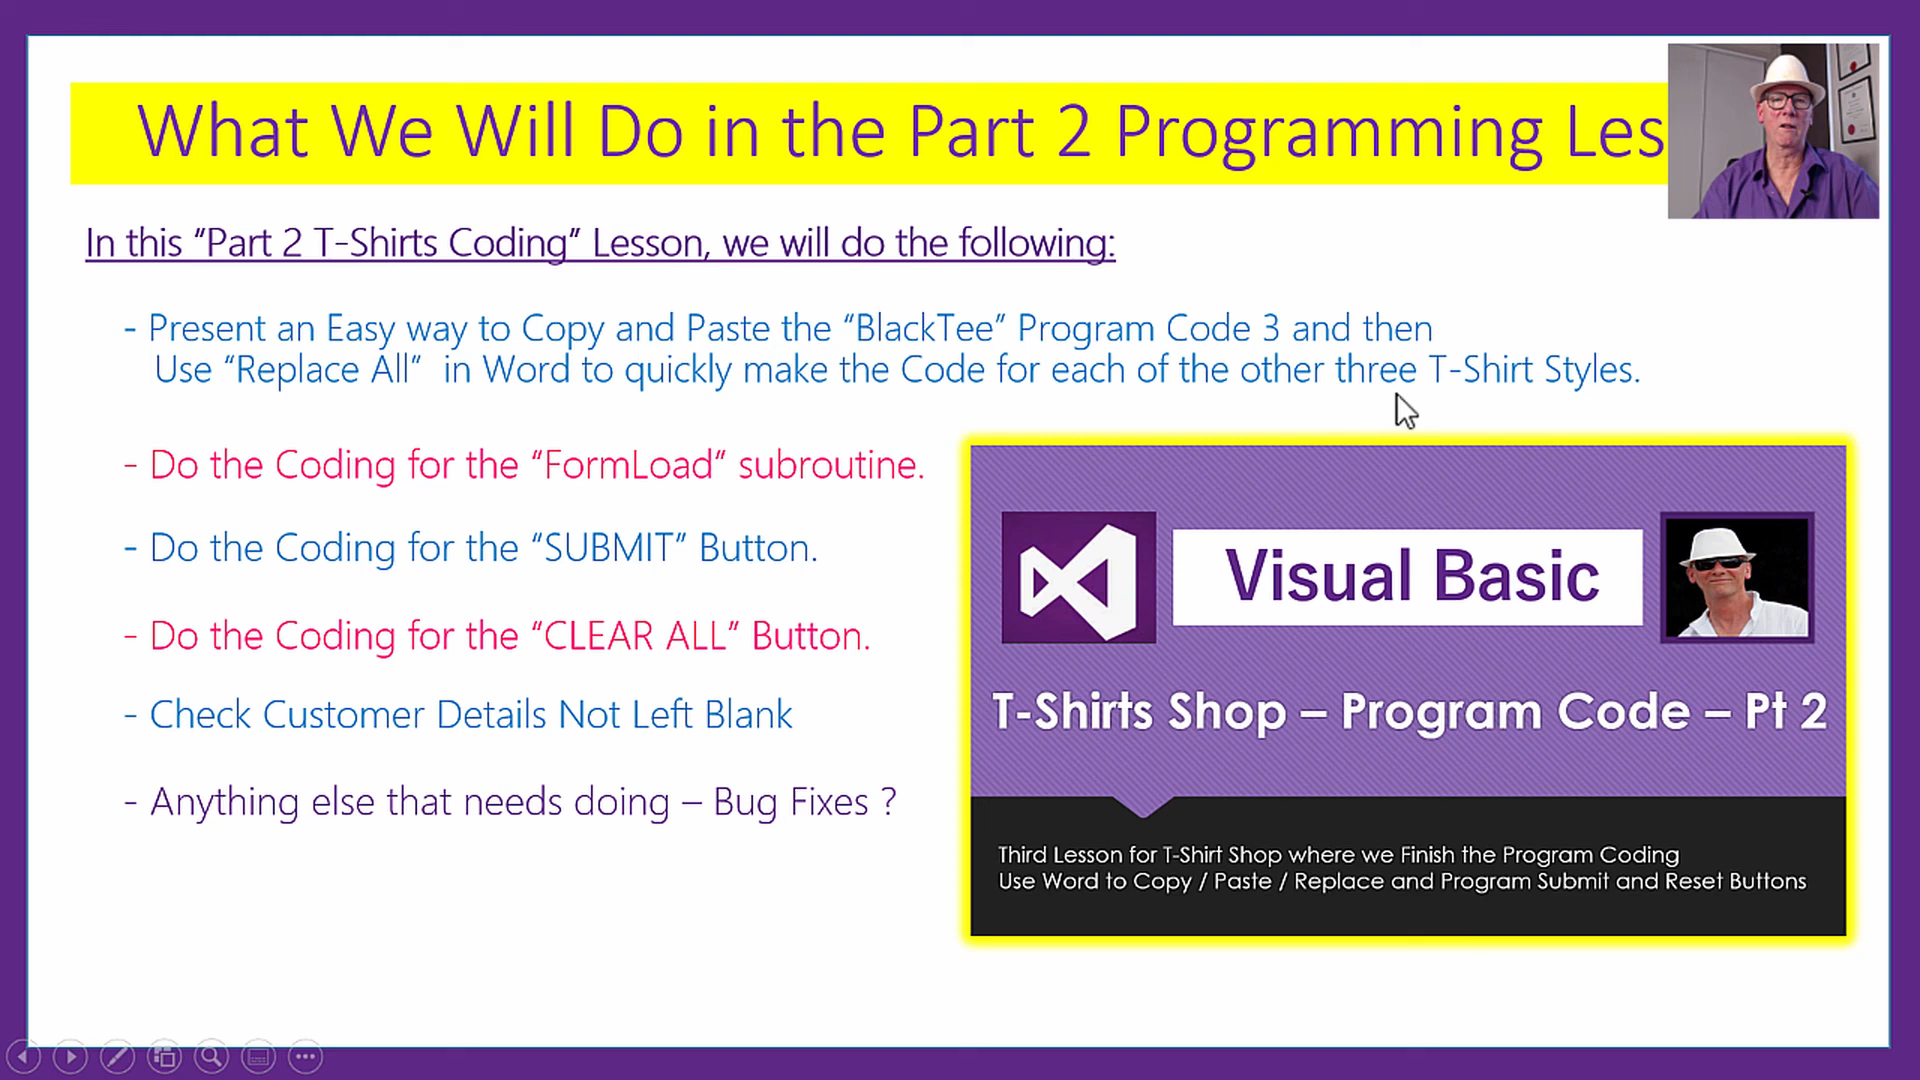 What We Will Do in the Part 2 Programming Les
In this “Part 2 T-Shirts Coding” Lesson, we will do the following:
- Present an Easy way to Copy and Paste the “BlackTee” Program Code 3 and then
Use “Replace All” in Word to quickly make the Code for each of the other three T-Shirt Styles.
- Do the Coding for the “FormLoad” subroutine.
- Do the Coding for the “SUBMIT” Button.
- Do the Coding for the “CLEAR ALL” Button.
- Check Customer Details Not Left Blank
- Anything else that needs doing – Bug Fixes ?
Visual Basic
T-Shirts Shop – Program Code – Pt 2
Third Lesson for T-Shirt Shop where we Finish the Program Coding
Use Word to Copy / Paste / Replace and Program Submit and Reset Buttons